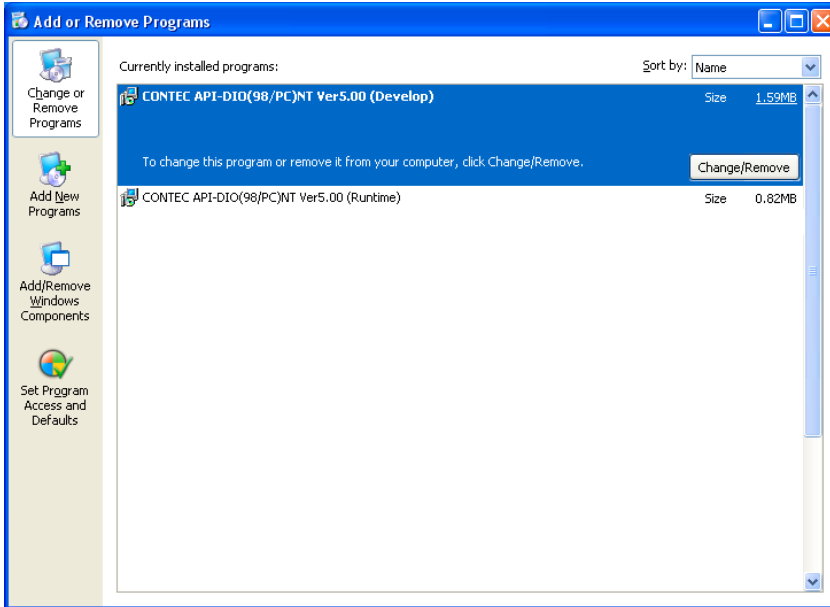 Add or Remove Programs
Change or
Remove
Programs
Add New
Programs
Add/Remove
Windows
Components
Set Program
Access and
Defaults
Currently installed programs:
Sort by: Name
CONTEC API-DIO(98/PC)NT Ver5.00 (Develop) Size 1.59MB
To change this program or remove it from your computer, click Change/Remove. Change/Remove
CONTEC API-DIO(98/PC)NT Ver5.00 (Runtime) Size 0.82MB